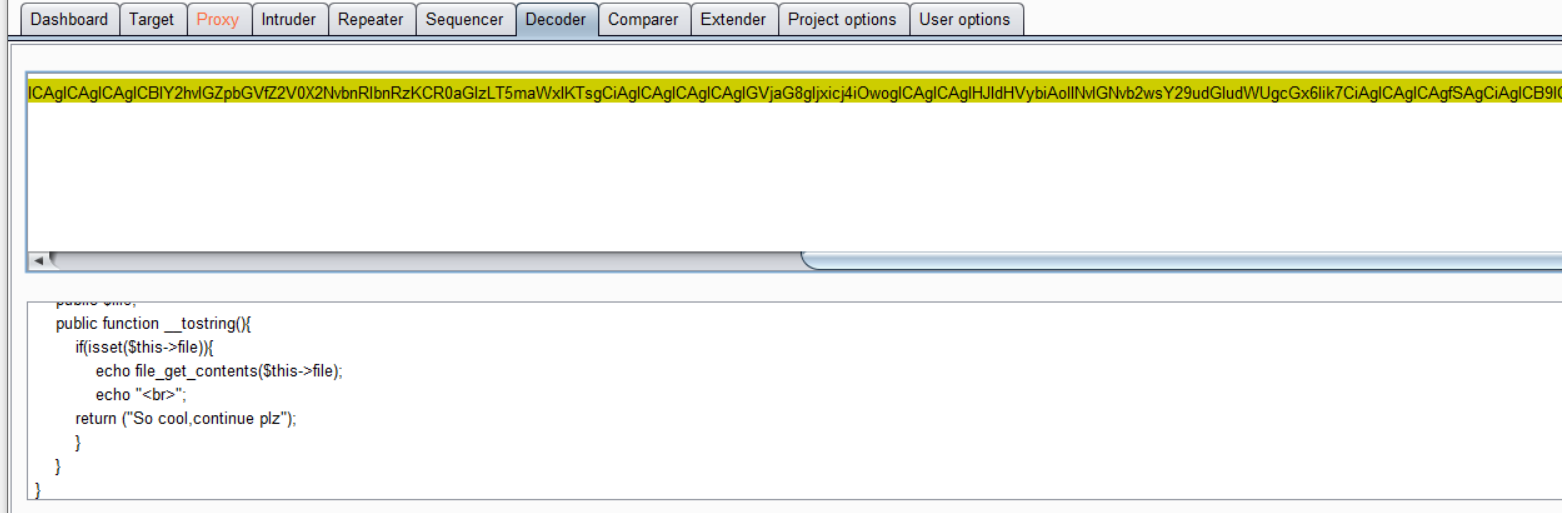 Dashboard Target Proxy Intruder Repeater Sequencer Decoder Comparer Extender Project options User options
ICAgICAgICAgICBlY2hvIGZpbGVfZ2V0X2NvbnRlbnRzKCR0aGlzLT5maWxlKTsgCiAgICAgICAgICAgIGVjaG8gIjxicj4iOwogICAgICAgIHJldHVybiAoIlNvIGNvb2wsY29udGludWUgcGx6Iik7CiAgICAgICAgfSAgCiAgICB9IC
public $file;
public function __tostring(){
if(isset($this->file)){
echo file_get_contents($this->file);
echo "<br>";
return ("So cool,continue plz");
}
}
}